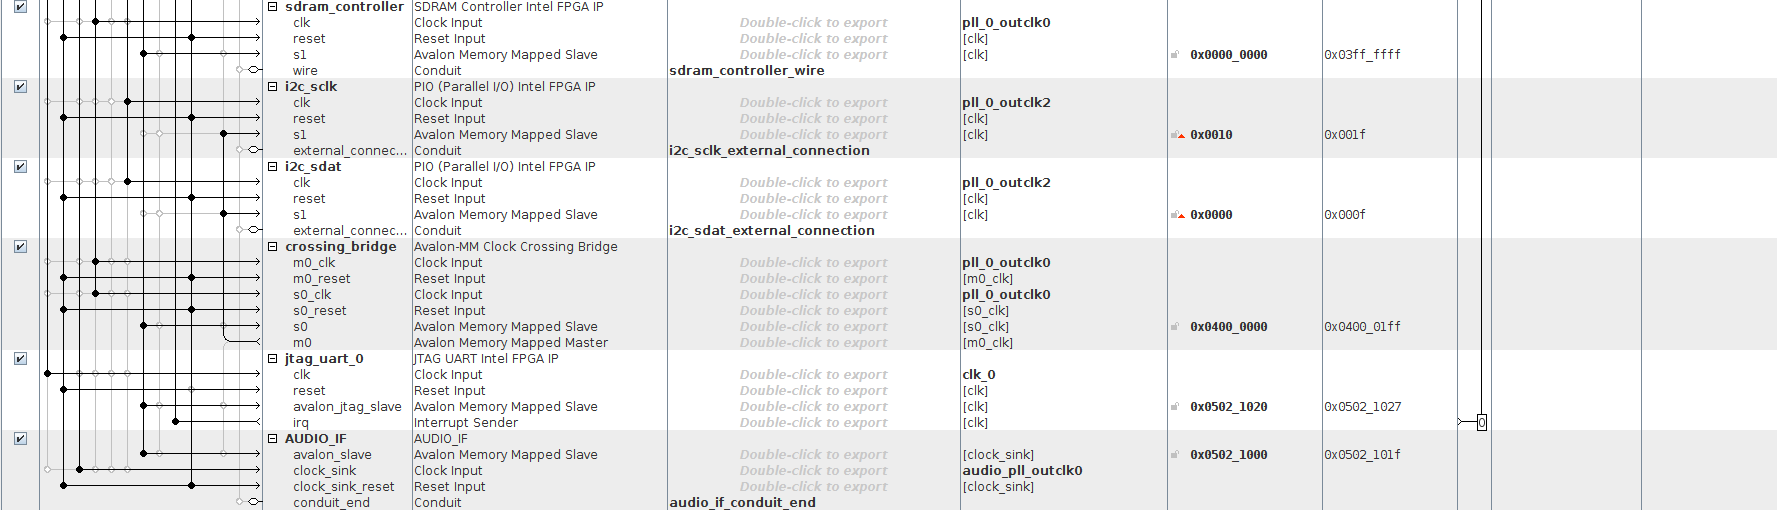 sdram_controller SDRAM Controller Intel FPGA IP
clk Clock Input Double-click to export pll_0_outclk0
reset Reset Input Double-click to export [clk]
s1 Avalon Memory Mapped Slave Double-click to export [clk] 0x0000_0000 0x03ff_ffff
wire Conduit sdram_controller_wire
i2c_sclk PIO (Parallel I/O) Intel FPGA IP
clk Clock Input Double-click to export pll_0_outclk2
reset Reset Input Double-click to export [clk]
s1 Avalon Memory Mapped Slave Double-click to export [clk] 0x0010 0x001f
external_connec... Conduit i2c_sclk_external_connection
i2c_sdat PIO (Parallel I/O) Intel FPGA IP
clk Clock Input Double-click to export pll_0_outclk2
reset Reset Input Double-click to export [clk]
s1 Avalon Memory Mapped Slave Double-click to export [clk] 0x0000 0x000f
external_connec... Conduit i2c_sdat_external_connection
crossing_bridge Avalon-MM Clock Crossing Bridge
m0_clk Clock Input Double-click to export pll_0_outclk0
m0_reset Reset Input Double-click to export [m0_clk]
s0_clk Clock Input Double-click to export pll_0_outclk0
s0_reset Reset Input Double-click to export [s0_clk]
s0 Avalon Memory Mapped Slave Double-click to export [s0_clk] 0x0400_0000 0x0400_01ff
m0 Avalon Memory Mapped Master Double-click to export [m0_clk]
jtag_uart_0 JTAG UART Intel FPGA IP
clk Clock Input Double-click to export clk_0
reset Reset Input Double-click to export [clk]
avalon_jtag_slave Avalon Memory Mapped Slave Double-click to export [clk] 0x0502_1020 0x0502_1027
irq Interrupt Sender Double-click to export [clk] 0
AUDIO_IF AUDIO_IF
avalon_slave Avalon Memory Mapped Slave Double-click to export [clock_sink] 0x0502_1000 0x0502_101f
clock_sink Clock Input Double-click to export audio_pll_outclk0
clock_sink_reset Reset Input Double-click to export [clock_sink]
conduit_end Conduit audio_if_conduit_end